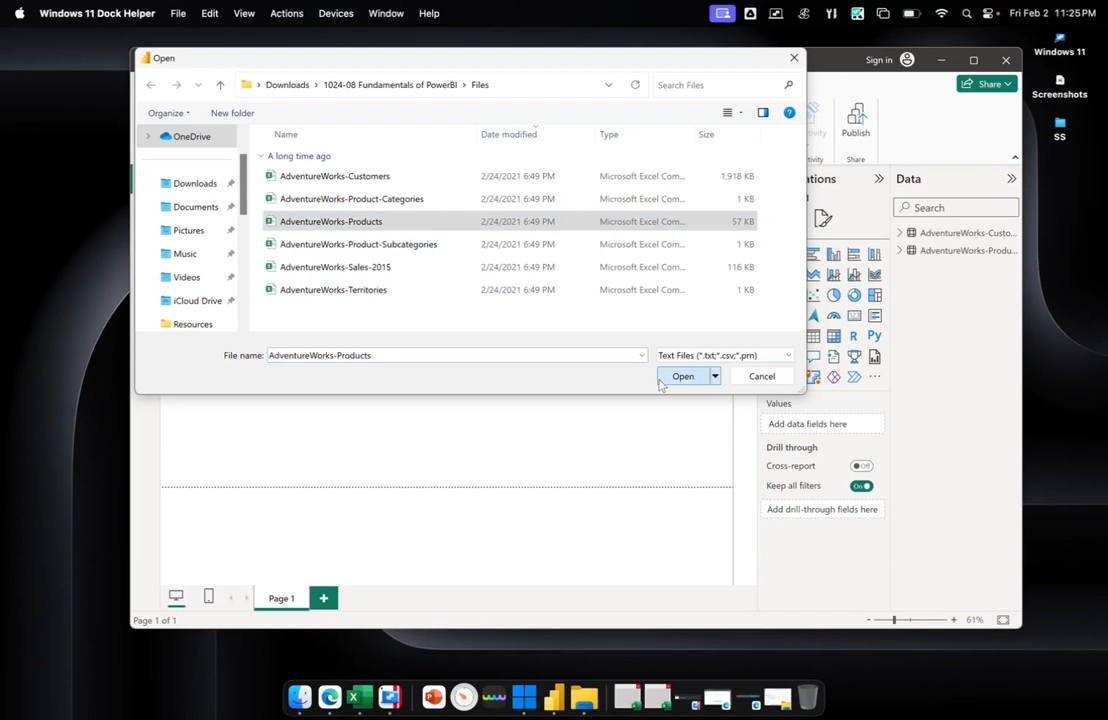 Windows 11 Dock Helper File Edit View Actions Devices Window Help Fri Feb 2 11:25PM
Windows 11
Screenshots
SS
Open
Sign in
Downloads > 1024-08 Fundamentals of PowerBI > Files
Search Files
Share
Organize New folder
Publish
Share
OneDrive
Downloads
Documents
Pictures
Music
Videos
iCloud Drive
Resources
Name Date modified Type Size
A long time ago
AdventureWorks-Customers 2/24/2021 6:49 PM Microsoft Excel Com... 1,918 KB
AdventureWorks-Product-Categories 2/24/2021 6:49 PM Microsoft Excel Com... 1 KB
AdventureWorks-Products 2/24/2021 6:49 PM Microsoft Excel Com... 57 KB
AdventureWorks-Product-Subcategories 2/24/2021 6:49 PM Microsoft Excel Com... 1 KB
AdventureWorks-Sales-2015 2/24/2021 6:49 PM Microsoft Excel Com... 116 KB
AdventureWorks-Territories 2/24/2021 6:49 PM Microsoft Excel Com... 1 KB
File name: AdventureWorks-Products
Text Files (*.txt;*.csv;*.prn)
Open Cancel
ations
Data
Search
AdventureWorks-Custo...
AdventureWorks-Produ...
R Py
Values
Add data fields here
Drill through
Cross-report Off
Keep all filters On
Add drill-through fields here
Page 1
Page 1 of 1
61%